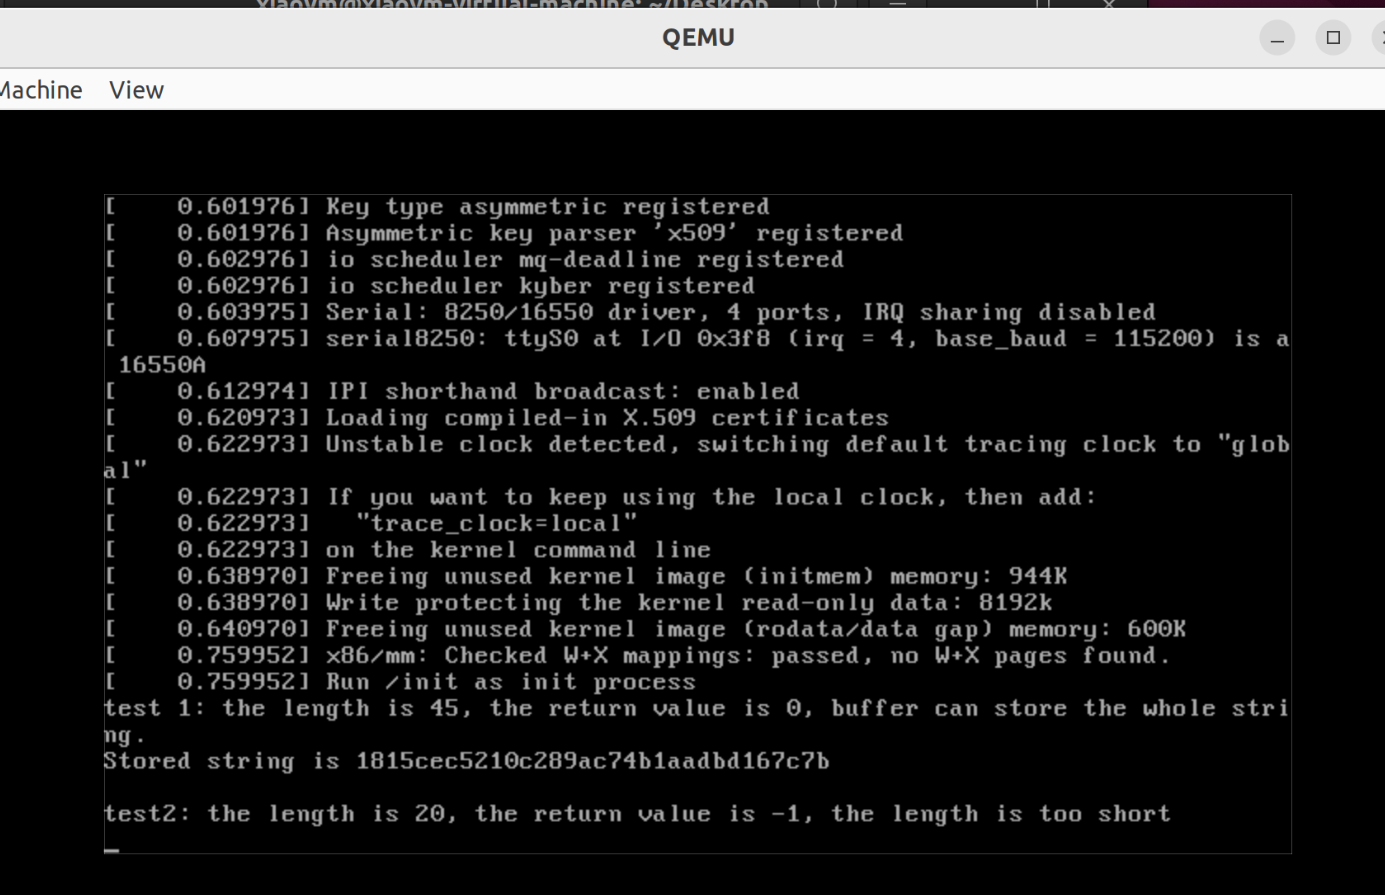 xiaoym@xiaoym-virtual-machine: ~/Desktop
QEMU
Machine View
[    0.601976] Key type asymmetric registered
[    0.601976] Asymmetric key parser 'x509' registered
[    0.602976] io scheduler mq-deadline registered
[    0.602976] io scheduler kyber registered
[    0.603975] Serial: 8250/16550 driver, 4 ports, IRQ sharing disabled
[    0.607975] serial8250: ttyS0 at I/O 0x3f8 (irq = 4, base_baud = 115200) is a
 16550A
[    0.612974] IPI shorthand broadcast: enabled
[    0.620973] Loading compiled-in X.509 certificates
[    0.622973] Unstable clock detected, switching default tracing clock to "glob
al"
[    0.622973] If you want to keep using the local clock, then add:
[    0.622973]   "trace_clock=local"
[    0.622973] on the kernel command line
[    0.638970] Freeing unused kernel image (initmem) memory: 944K
[    0.638970] Write protecting the kernel read-only data: 8192k
[    0.640970] Freeing unused kernel image (rodata/data gap) memory: 600K
[    0.759952] x86/mm: Checked W+X mappings: passed, no W+X pages found.
[    0.759952] Run /init as init process
test 1: the length is 45, the return value is 0, buffer can store the whole stri
ng.
Stored string is 1815cec5210c289ac74b1aadbd167c7b
test2: the length is 20, the return value is -1, the length is too short